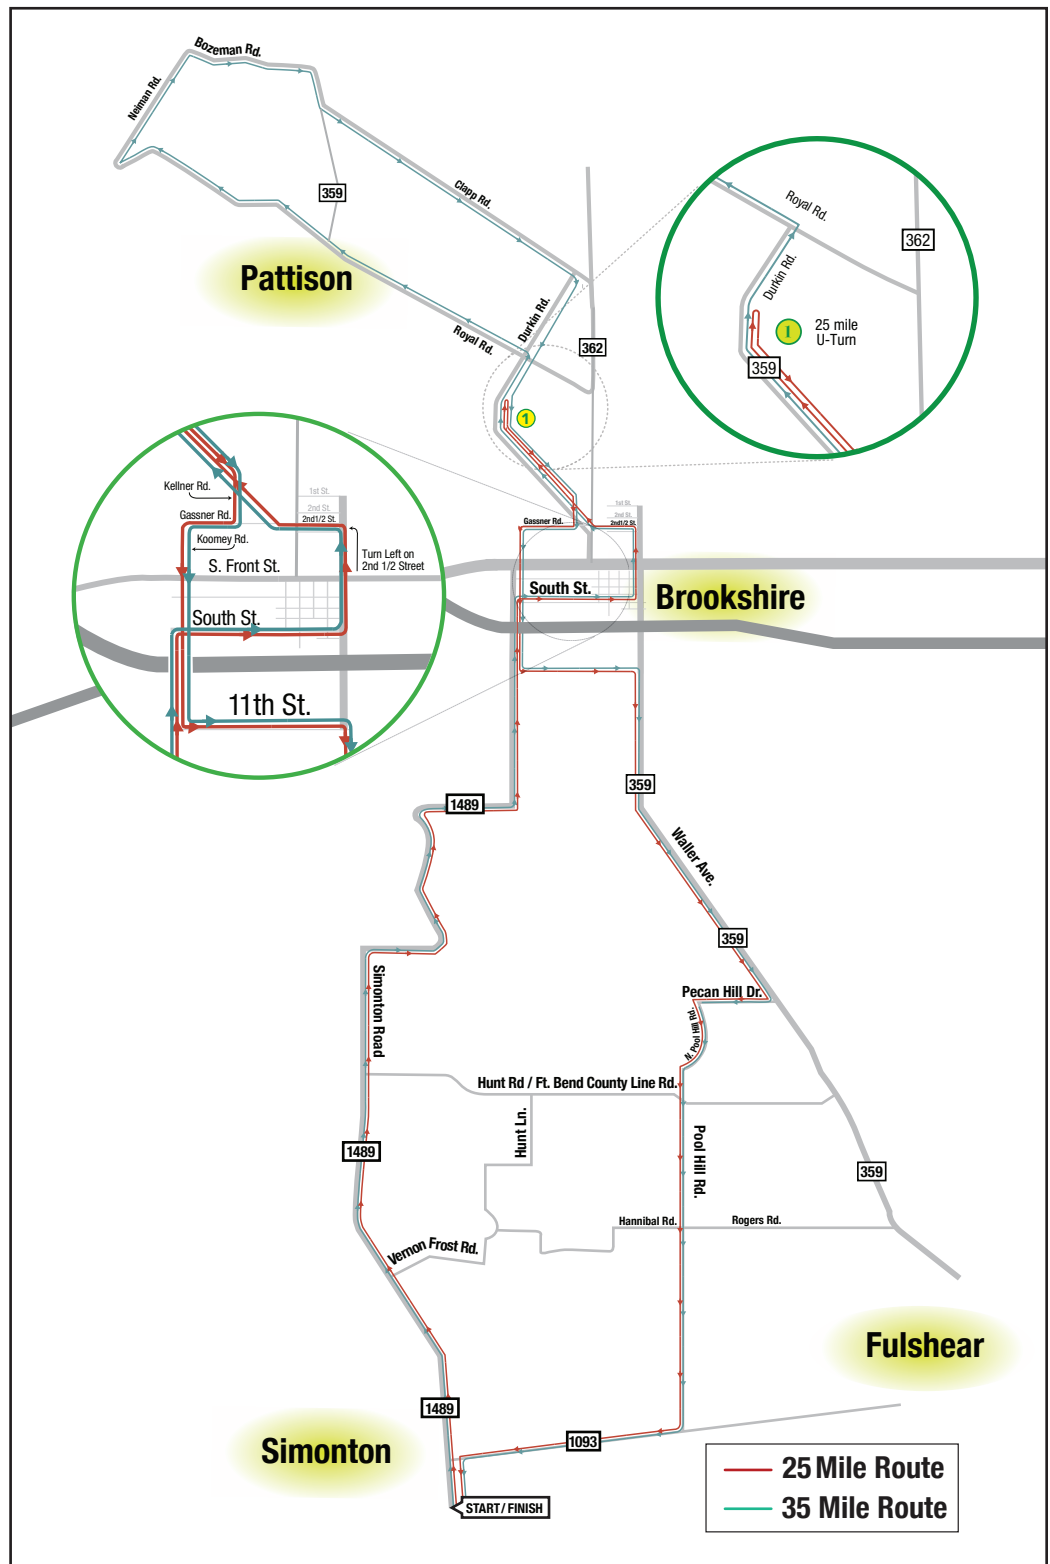 Bozeman Rd.
Neiman Rd.
359
Clapp Rd.
Pattison
Durkin Rd.
Royal Rd.
362
1
Royal Rd.
362
Durkin Rd.
I
25 mile
U-Turn
359
Kellner Rd.
Gassner Rd.
Koomey Rd.
S. Front St.
1st St.
2nd St.
2nd1/2 St.
Turn Left on
2nd 1/2 Street
South St.
11th St.
1st St.
2nd St.
2nd1/2 St.
Gassner Rd.
South St.
Brookshire
1489
359
Waller Ave.
359
Simonton Road
Pecan Hill Dr.
N. Pool Hill Rd.
Hunt Rd / Ft. Bend County Line Rd.
Hunt Ln.
Pool Hill Rd.
1489
359
Hannibal Rd.
Rogers Rd.
Vernon Frost Rd.
Fulshear
1489
Simonton
1093
START / FINISH
25 Mile Route
35 Mile Route